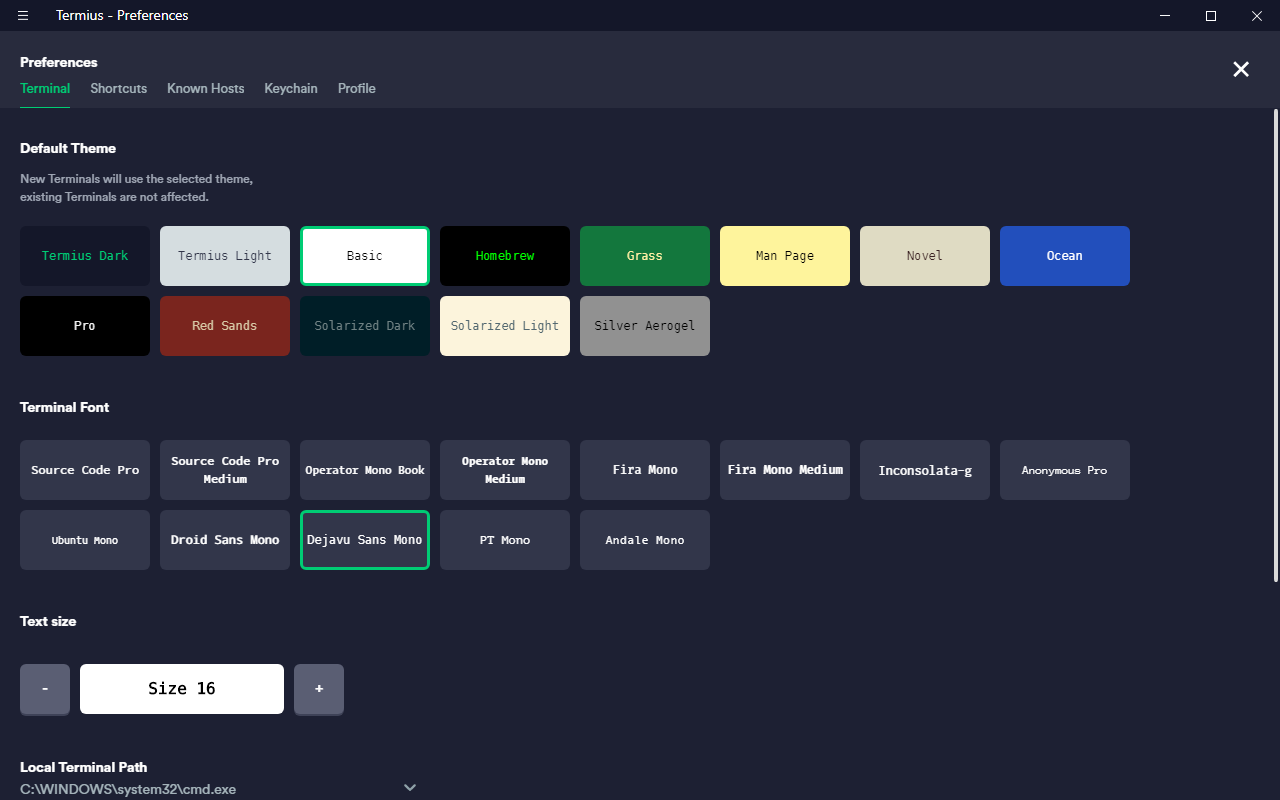 Termius - Preferences
Preferences
Terminal Shortcuts Known Hosts Keychain Profile
Default Theme
New Terminals will use the selected theme,
existing Terminals are not affected.
Termius Dark Termius Light Basic Homebrew Grass Man Page Novel Ocean
Pro Red Sands Solarized Dark Solarized Light Silver Aerogel
Terminal Font
Source Code Pro Source Code Pro Medium Operator Mono Book Operator Mono Medium Fira Mono Fira Mono Medium Inconsolata-g Anonymous Pro
Ubuntu Mono Droid Sans Mono Dejavu Sans Mono PT Mono Andale Mono
Text size
- Size 16 +
Local Terminal Path
C:\WINDOWS\system32\cmd.exe